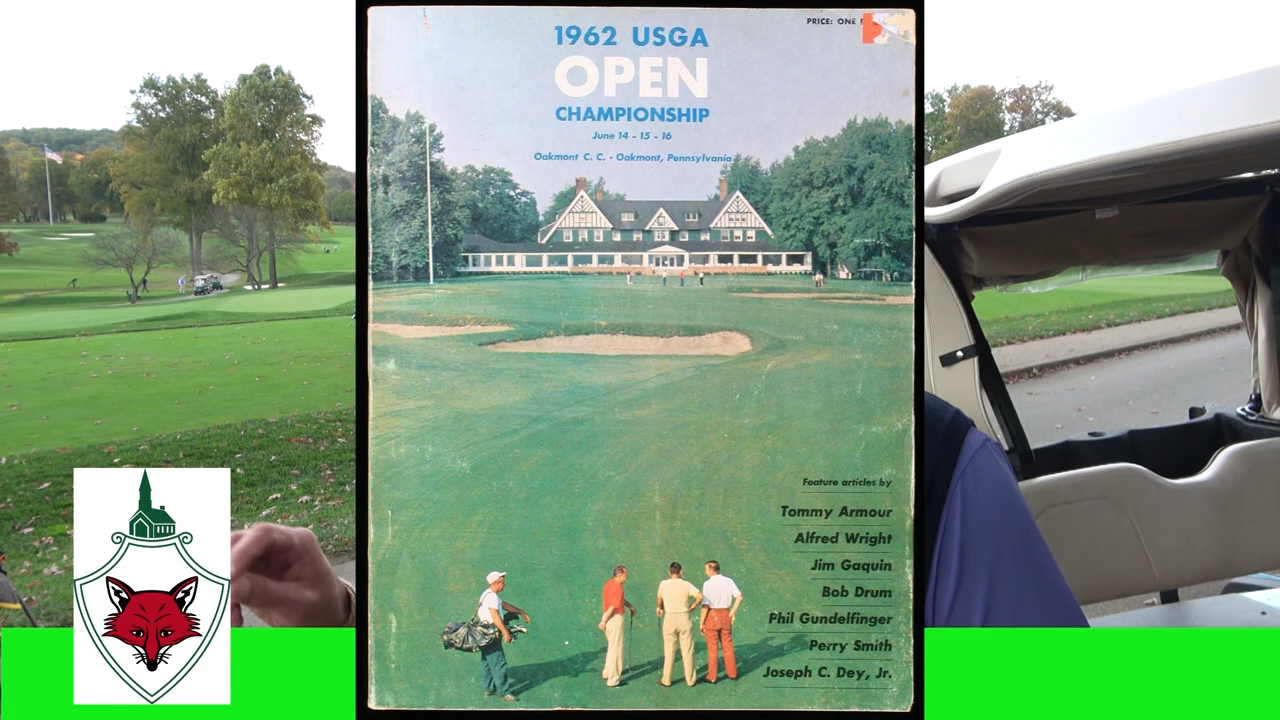 PRICE: ONE
1962 USGA
OPEN
CHAMPIONSHIP
June 14 - 15 - 16
Oakmont C. C. • Oakmont, Pennsylvania
Feature articles by
Tommy Armour
Alfred Wright
Jim Gaquin
Bob Drum
Phil Gundelfinger
Perry Smith
Joseph C. Dey, Jr.